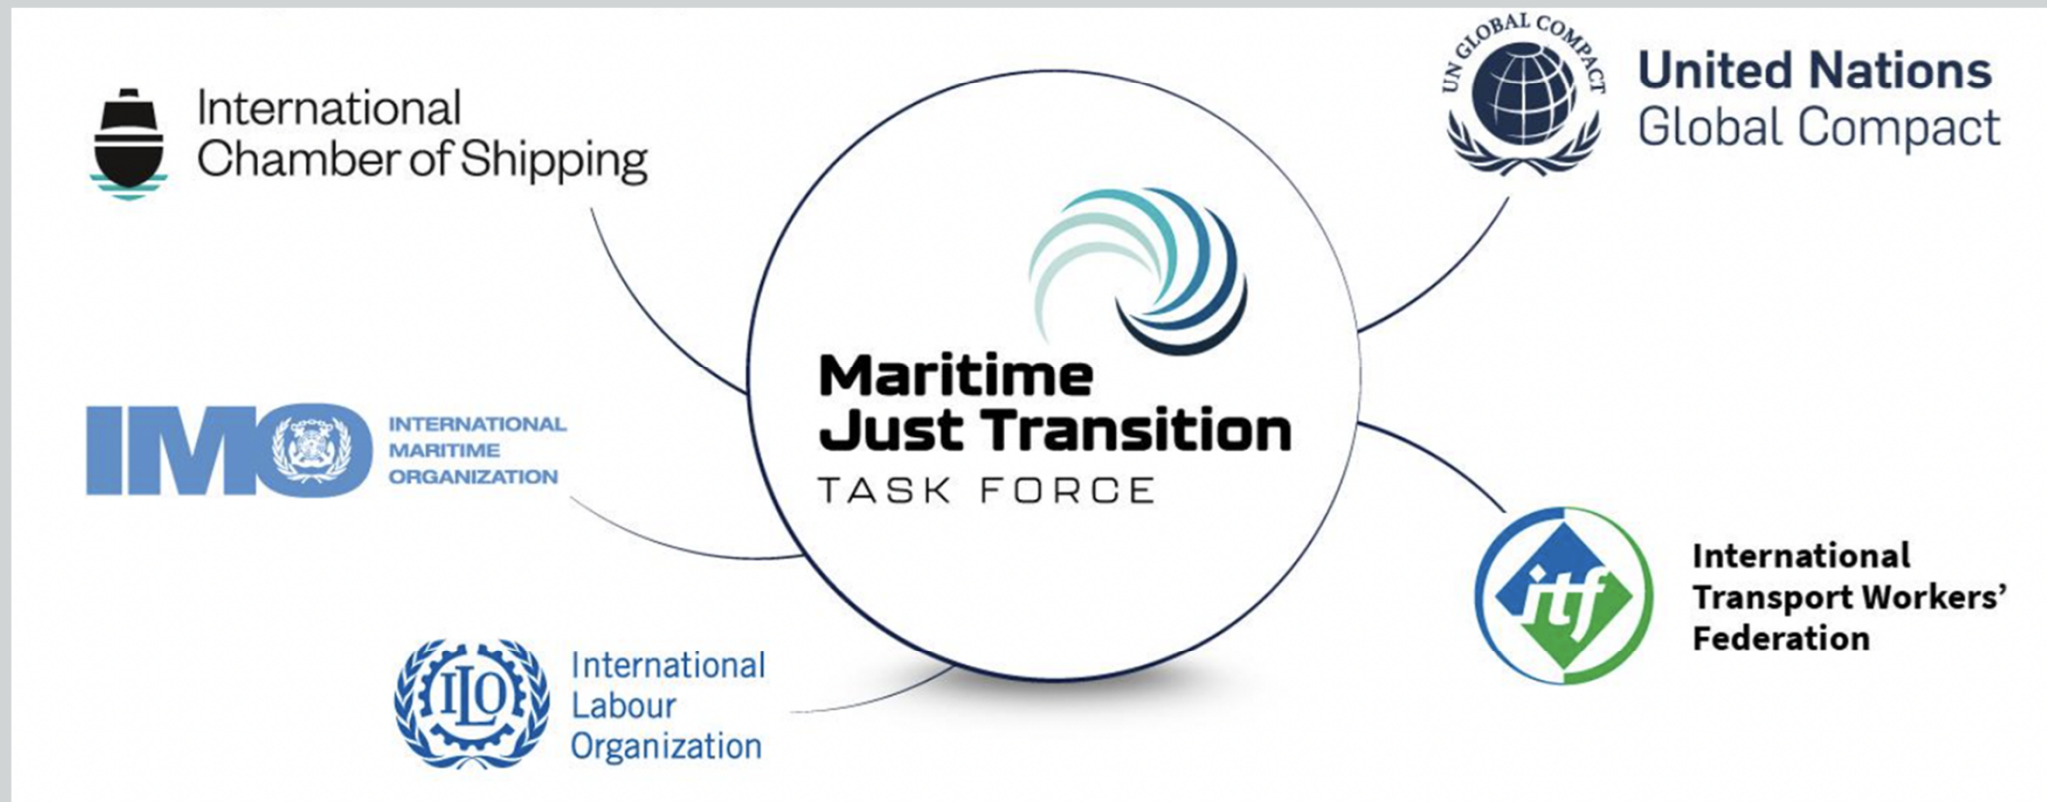 International
Chamber of Shipping
UN GLOBAL COMPACT
United Nations
Global Compact
Maritime
Just Transition
TASK FORCE
IMO
INTERNATIONAL
MARITIME
ORGANIZATION
itf
International
Transport Workers’
Federation
ILO
International
Labour
Organization